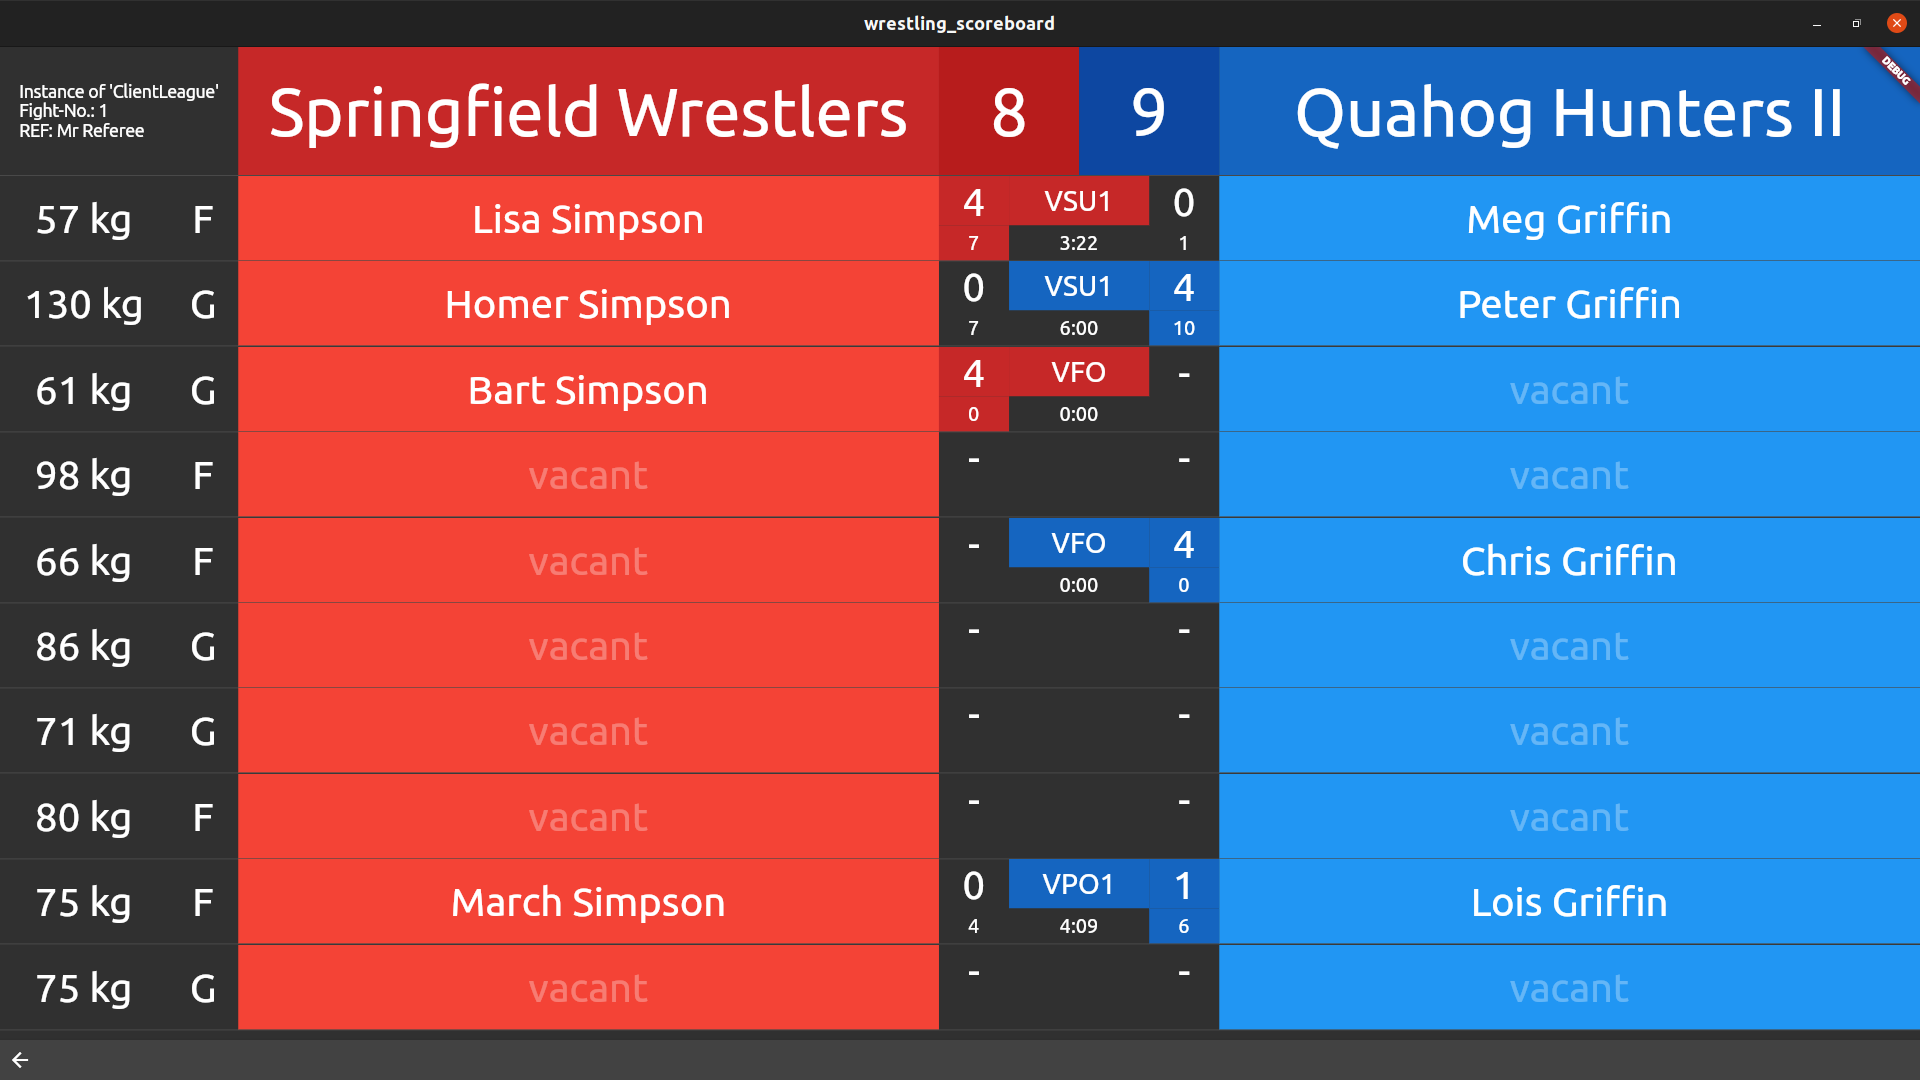 wrestling_scoreboard
DEBUG
Instance of 'ClientLeague'
Fight-No.: 1
REF: Mr Referee
Springfield Wrestlers 8 9 Quahog Hunters II
57 kg F Lisa Simpson 4 VSU1 0 Meg Griffin
7 3:22 1
130 kg G Homer Simpson 0 VSU1 4 Peter Griffin
7 6:00 10
61 kg G Bart Simpson 4 VFO - vacant
0 0:00
98 kg F vacant - - vacant
66 kg F vacant - VFO 4 Chris Griffin
0:00 0
86 kg G vacant - - vacant
71 kg G vacant - - vacant
80 kg F vacant - - vacant
75 kg F March Simpson 0 VPO1 1 Lois Griffin
4 4:09 6
75 kg G vacant - - vacant